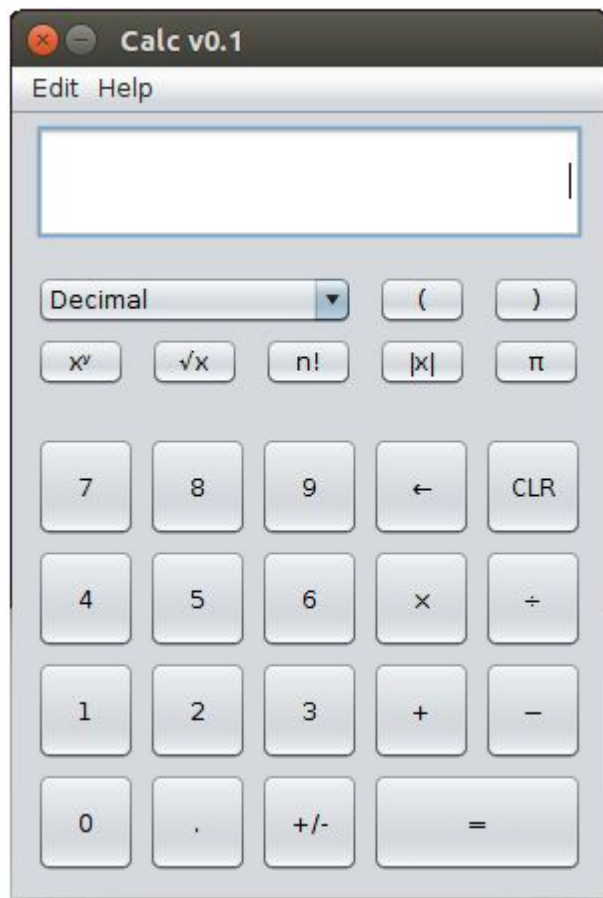 Calc v0.1
Edit Help
Decimal ( )
xʸ √x n! |x| π
7 8 9 ← CLR
4 5 6 × ÷
1 2 3 + −
0 . +/- =